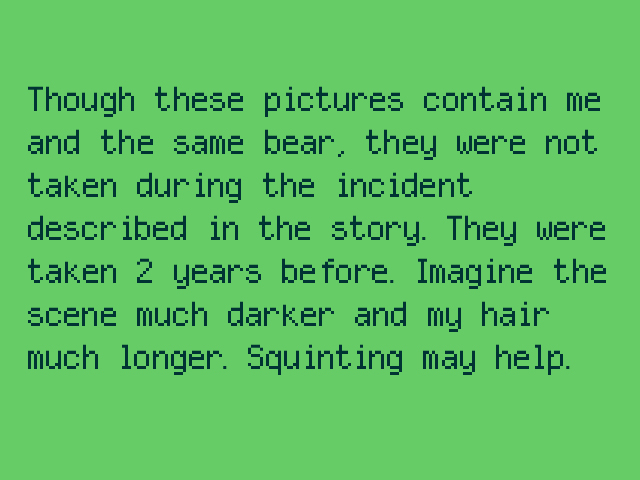 Though these pictures contain me
and the same bear, they were not
taken during the incident
described in the story. They were
taken 2 years before. Imagine the
scene much darker and my hair
much longer. Squinting may help.